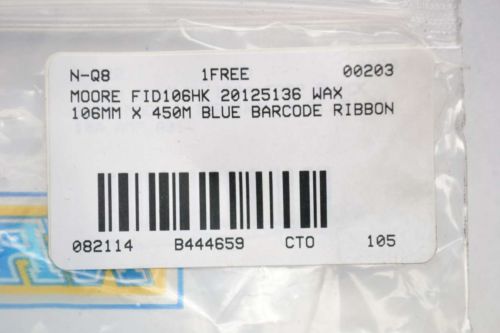 N-Q8 1FREE 00203
MOORE FID106HK 20125136 WAX
106MM X 450M BLUE BARCODE RIBBON
082114 B444659 CTO 105